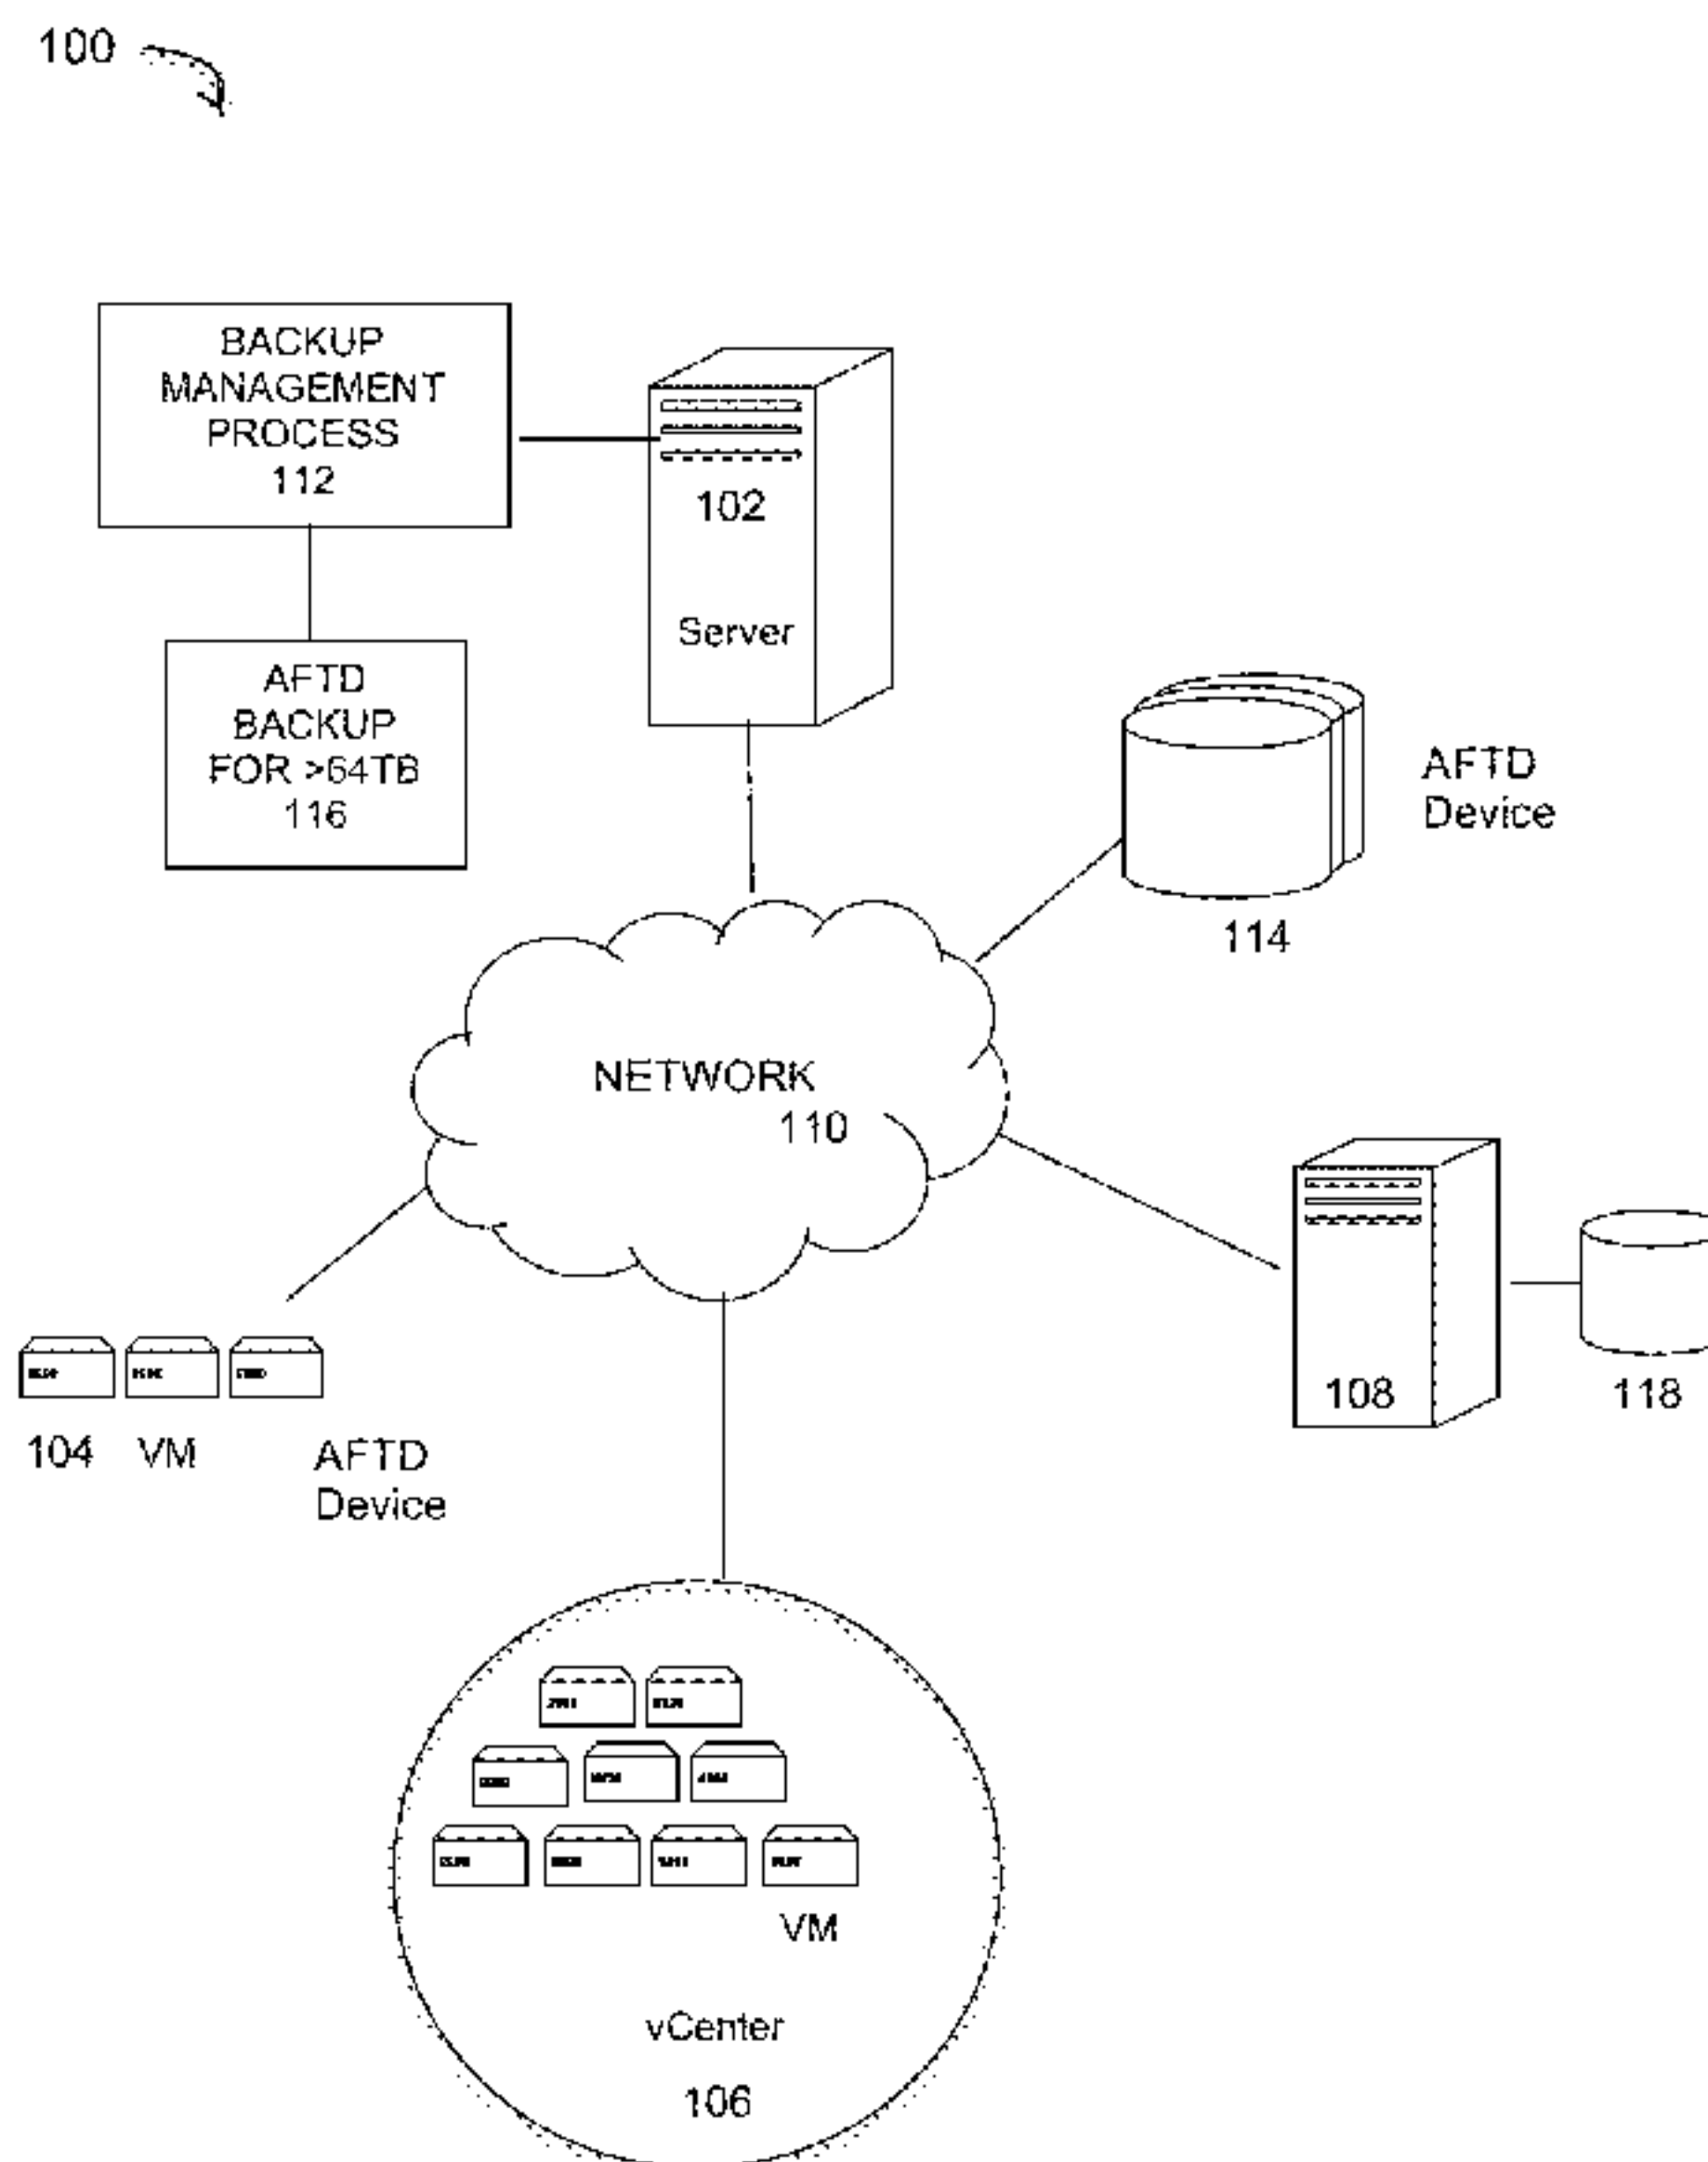 100
BACKUP
MANAGEMENT
PROCESS
112
102
Server
AFTD
BACKUP
FOR >64TB
116
AFTD
Device
114
NETWORK
110
108
118
104 VM
AFTD
Device
VM
vCenter
106